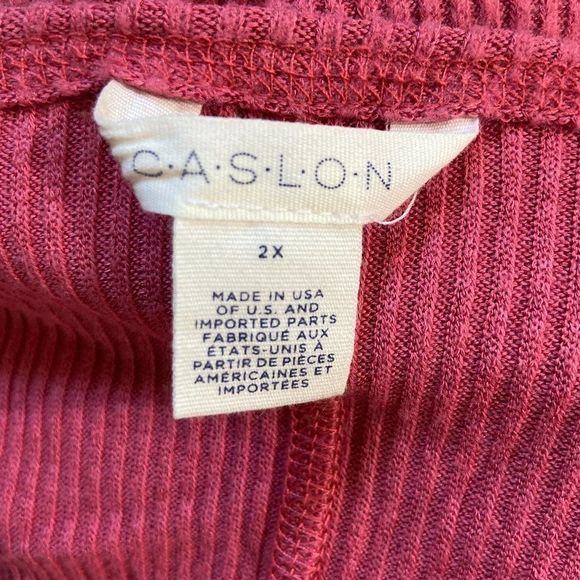 C·A·S·L·O·N
2X
MADE IN USA
OF U.S. AND
IMPORTED PARTS
FABRIQUÉ AUX
ÉTATS-UNIS À
PARTIR DE PIÈCES
AMÉRICAINES ET
IMPORTÉES